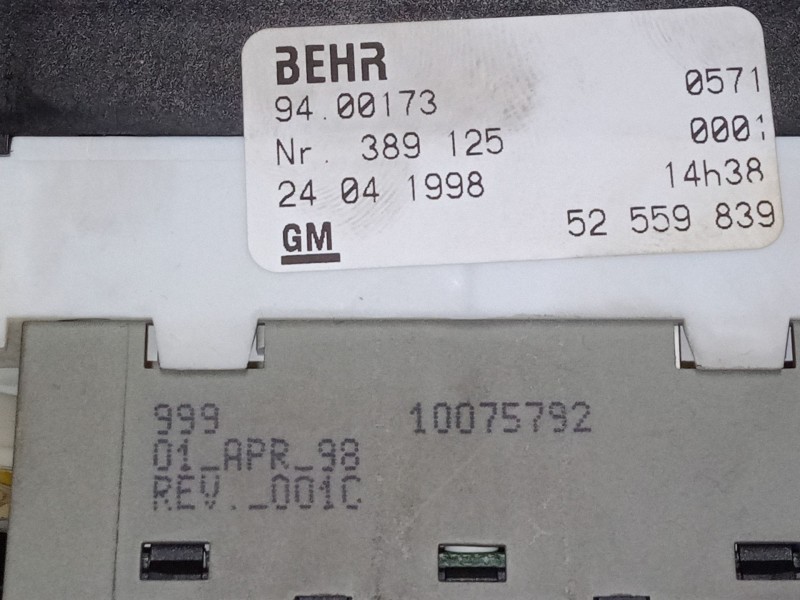 BEHR
94.00173 0571
Nr. 389 125 0001
24 04 1998 14h38
GM 52 559 839
999 10075792
01_APR_98
REV._001C